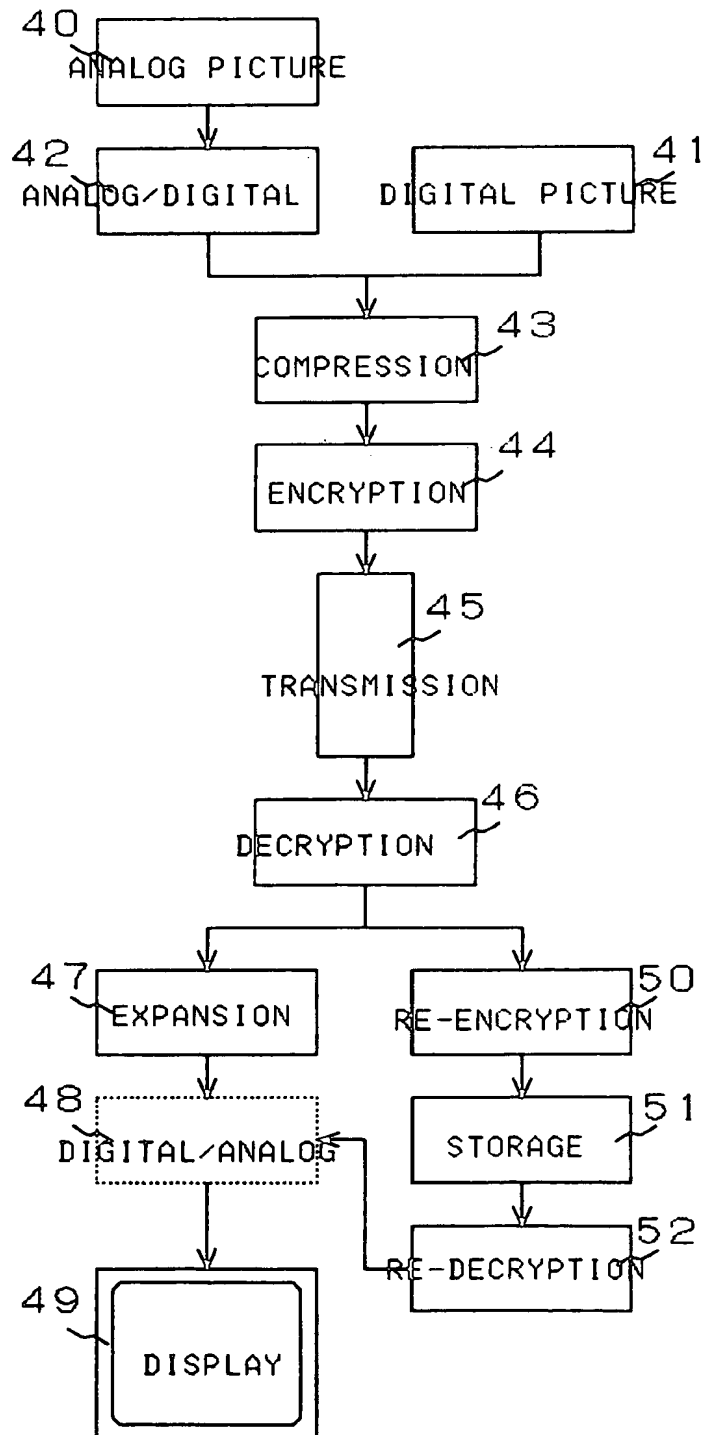 40
ANALOG PICTURE
42
ANALOG/DIGITAL
41
DIGITAL PICTURE
43
COMPRESSION
44
ENCRYPTION
45
TRANSMISSION
46
DECRYPTION
47
EXPANSION
50
RE-ENCRYPTION
48
DIGITAL/ANALOG
51
STORAGE
52
RE-DECRYPTION
49
DISPLAY